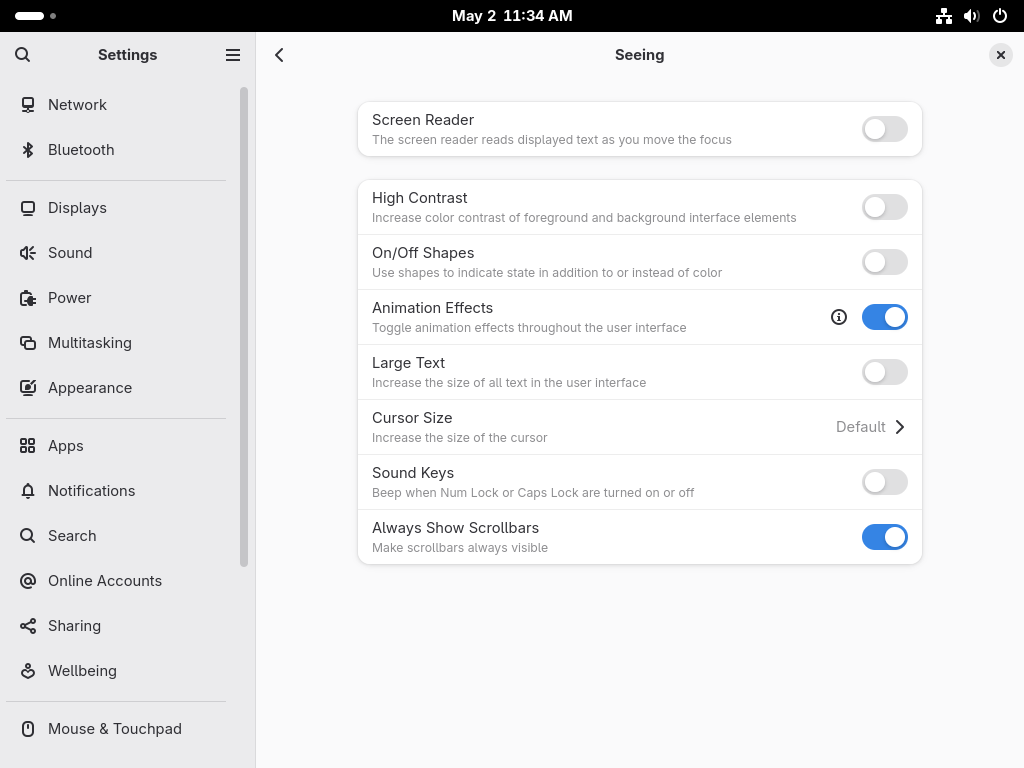 May 2 11:34 AM
Settings
Seeing
Network
Bluetooth
Displays
Sound
Power
Multitasking
Appearance
Apps
Notifications
Search
Online Accounts
Sharing
Wellbeing
Mouse & Touchpad
Screen Reader
The screen reader reads displayed text as you move the focus
High Contrast
Increase color contrast of foreground and background interface elements
On/Off Shapes
Use shapes to indicate state in addition to or instead of color
Animation Effects
Toggle animation effects throughout the user interface
Large Text
Increase the size of all text in the user interface
Cursor Size
Increase the size of the cursor
Default
Sound Keys
Beep when Num Lock or Caps Lock are turned on or off
Always Show Scrollbars
Make scrollbars always visible